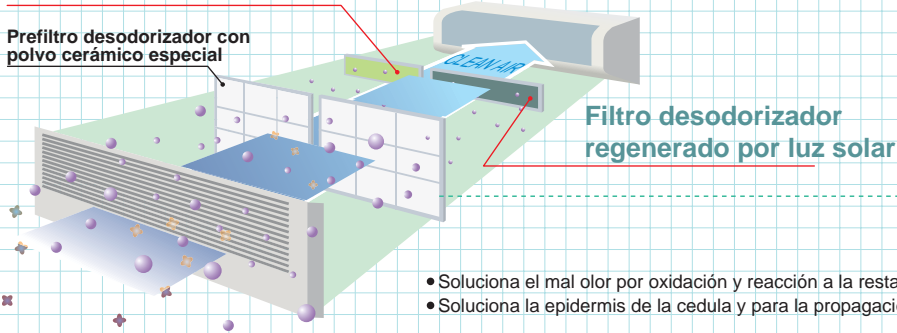 Prefiltro desodorizador con
polvo cerámico especial
CLEAN AIR
Filtro desodorizador
regenerado por luz solar
• Soluciona el mal olor por oxidación y reacción a la resta
• Soluciona la epidermis de la cedula y para la propagació